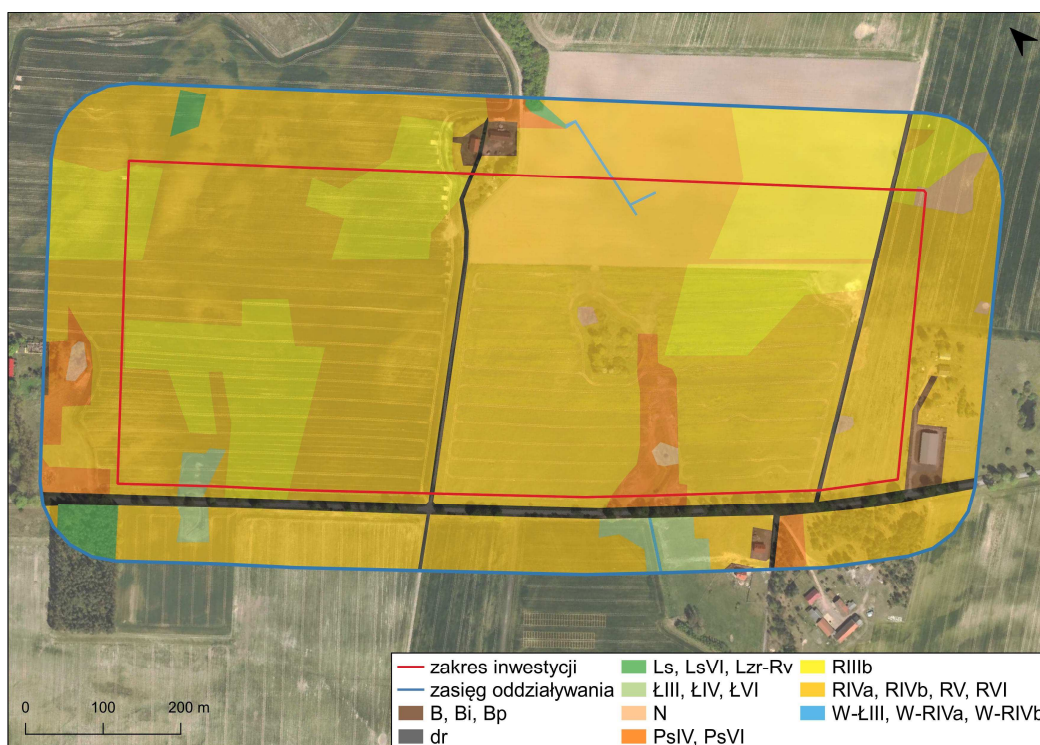 0 100 200 m
zakres inwestycji
zasięg oddziaływania
B, Bi, Bp
dr
Ls, LsVI, Lzr-Rv
ŁIII, ŁIV, ŁVI
N
PsIV, PsVI
RIIIb
RIVa, RIVb, RV, RVI
W-ŁIII, W-RIVa, W-RIVb